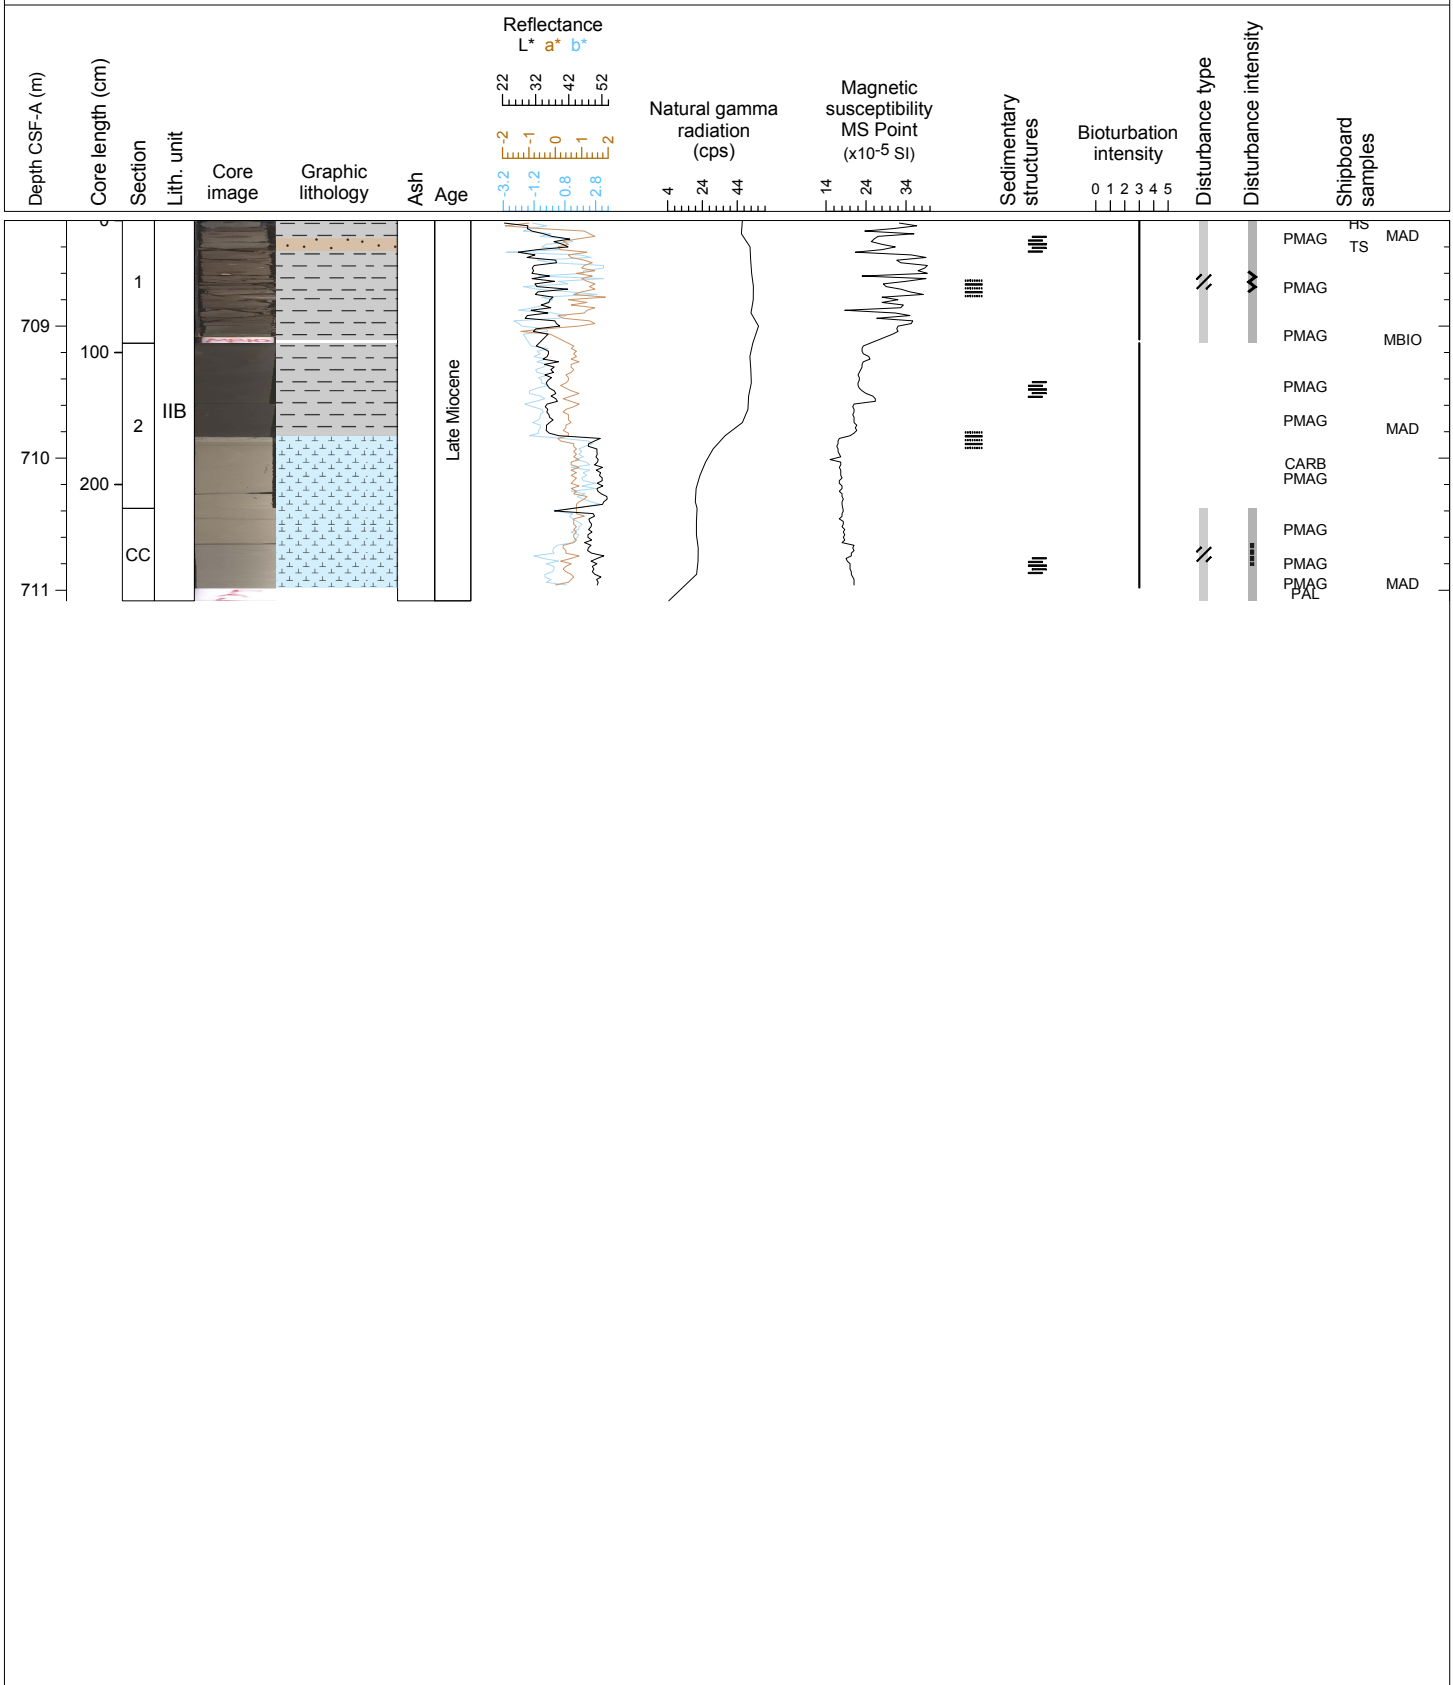 Depth CSF-A (m)
Core length (cm)
Section
Lith. unit
Core
image
Graphic
lithology
Ash
Age
Reflectance
L* a* b*
22 32 42 52
-2 -1 0 1 2
-3.2 -1.2 0.8 2.8
Natural gamma
radiation
(cps)
4 24 44
Magnetic
susceptibility
MS Point
(x10-5 SI)
14 24 34
Sedimentary
structures
Bioturbation
intensity
0 1 2 3 4 5
Disturbance type
Disturbance intensity
Shipboard
samples
0
HS
PMAG MAD
TS
1
PMAG
709
PMAG
MBIO
100
PMAG
Late Miocene
IIB
2
PMAG
MAD
710
CARB
PMAG
200
PMAG
CC
PMAG
711
PMAG MAD
PAL